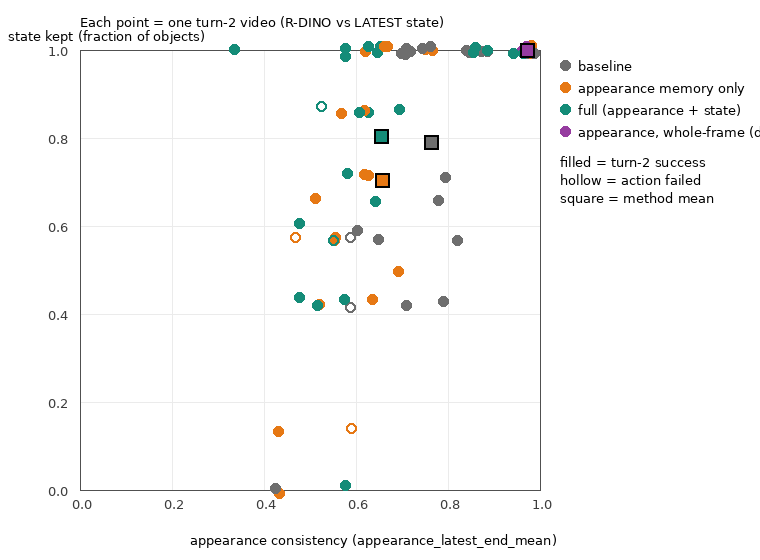 Each point = one turn-2 video (R-DINO vs LATEST state)
state kept (fraction of objects)
1.0
0.8
0.6
0.4
0.2
0.0
0.0 0.2 0.4 0.6 0.8 1.0
appearance consistency (appearance_latest_end_mean)
baseline
appearance memory only
full (appearance + state)
appearance, whole-frame (d
filled = turn-2 success
hollow = action failed
square = method mean